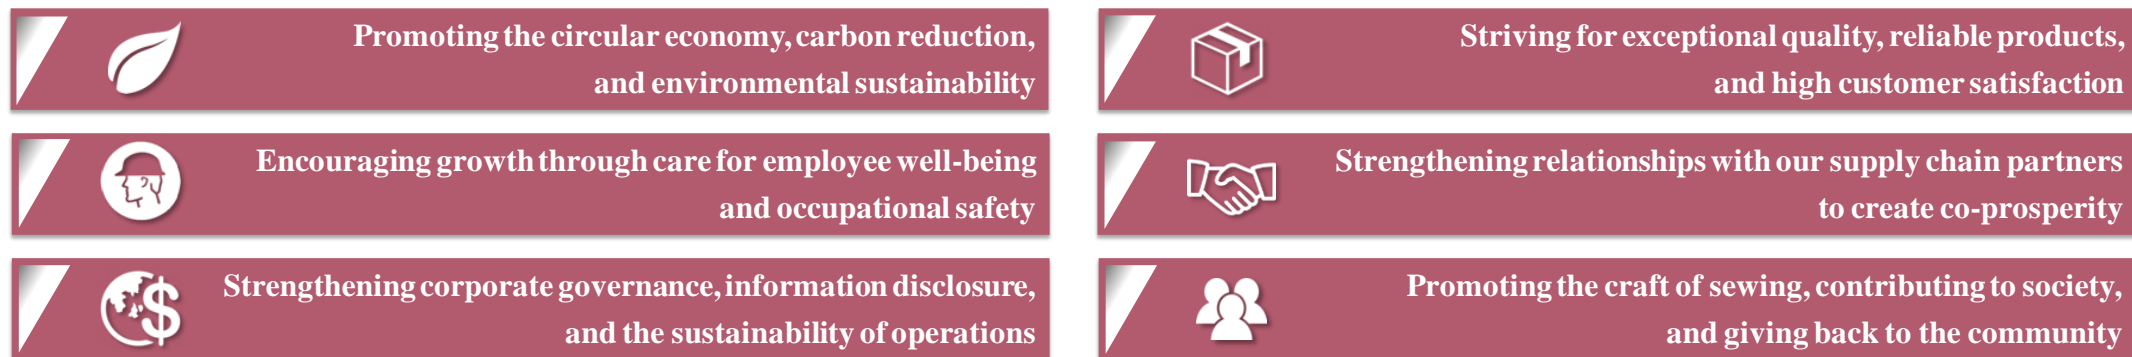 Promoting the circular economy, carbon reduction,
and environmental sustainability
Striving for exceptional quality, reliable products,
and high customer satisfaction
Encouraging growth through care for employee well-being
and occupational safety
Strengthening relationships with our supply chain partners
to create co-prosperity
Strengthening corporate governance, information disclosure,
and the sustainability of operations
Promoting the craft of sewing, contributing to society,
and giving back to the community